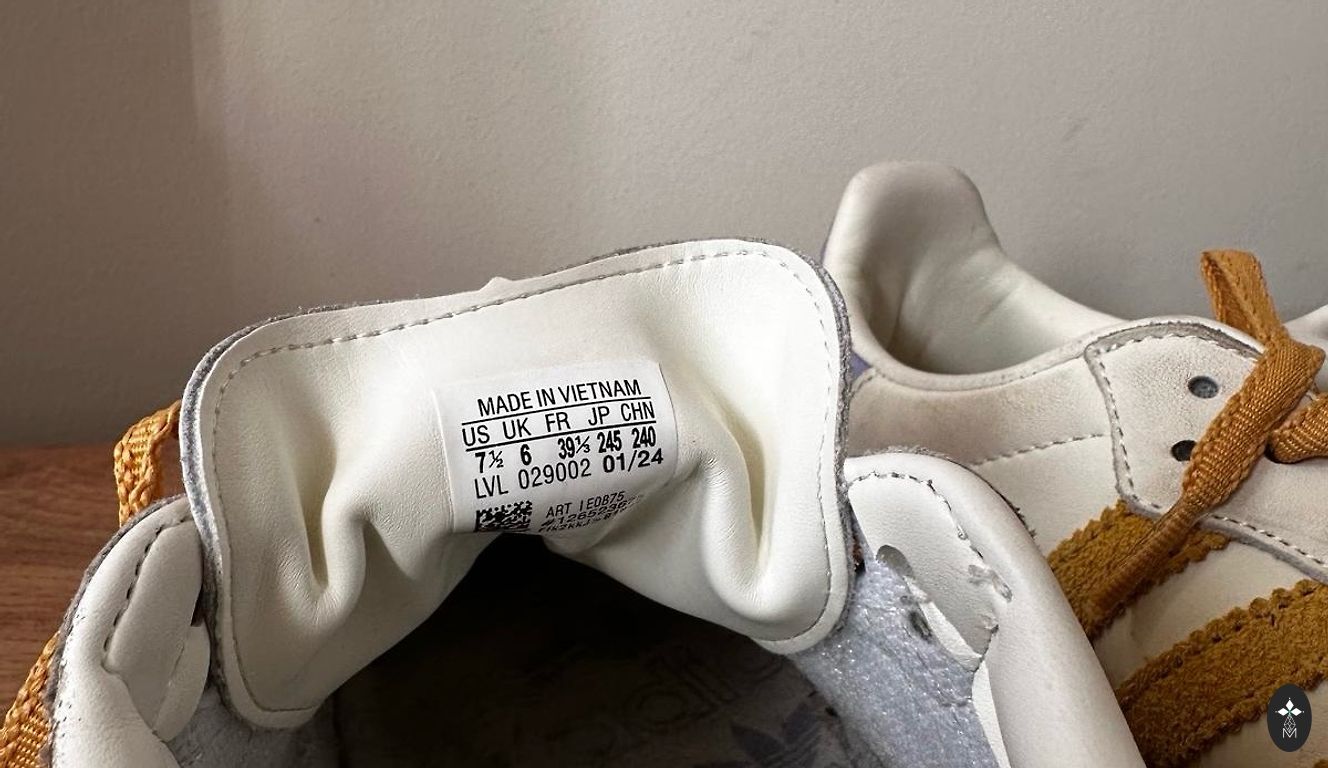 MADE IN VIETNAM
US UK FR JP CHN
7½ 6 39⅓ 245 240
LVL 029002 01/24
ART IE0875
M